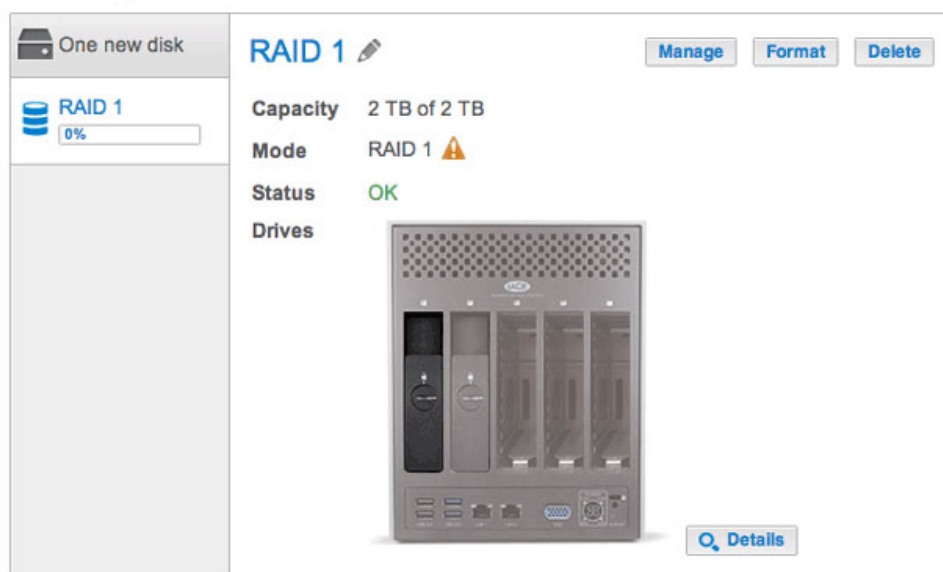 One new disk
RAID 1
0%
RAID 1
Manage
Format
Delete
Capacity 2 TB of 2 TB
Mode RAID 1
Status OK
Drives
LACIE
Details